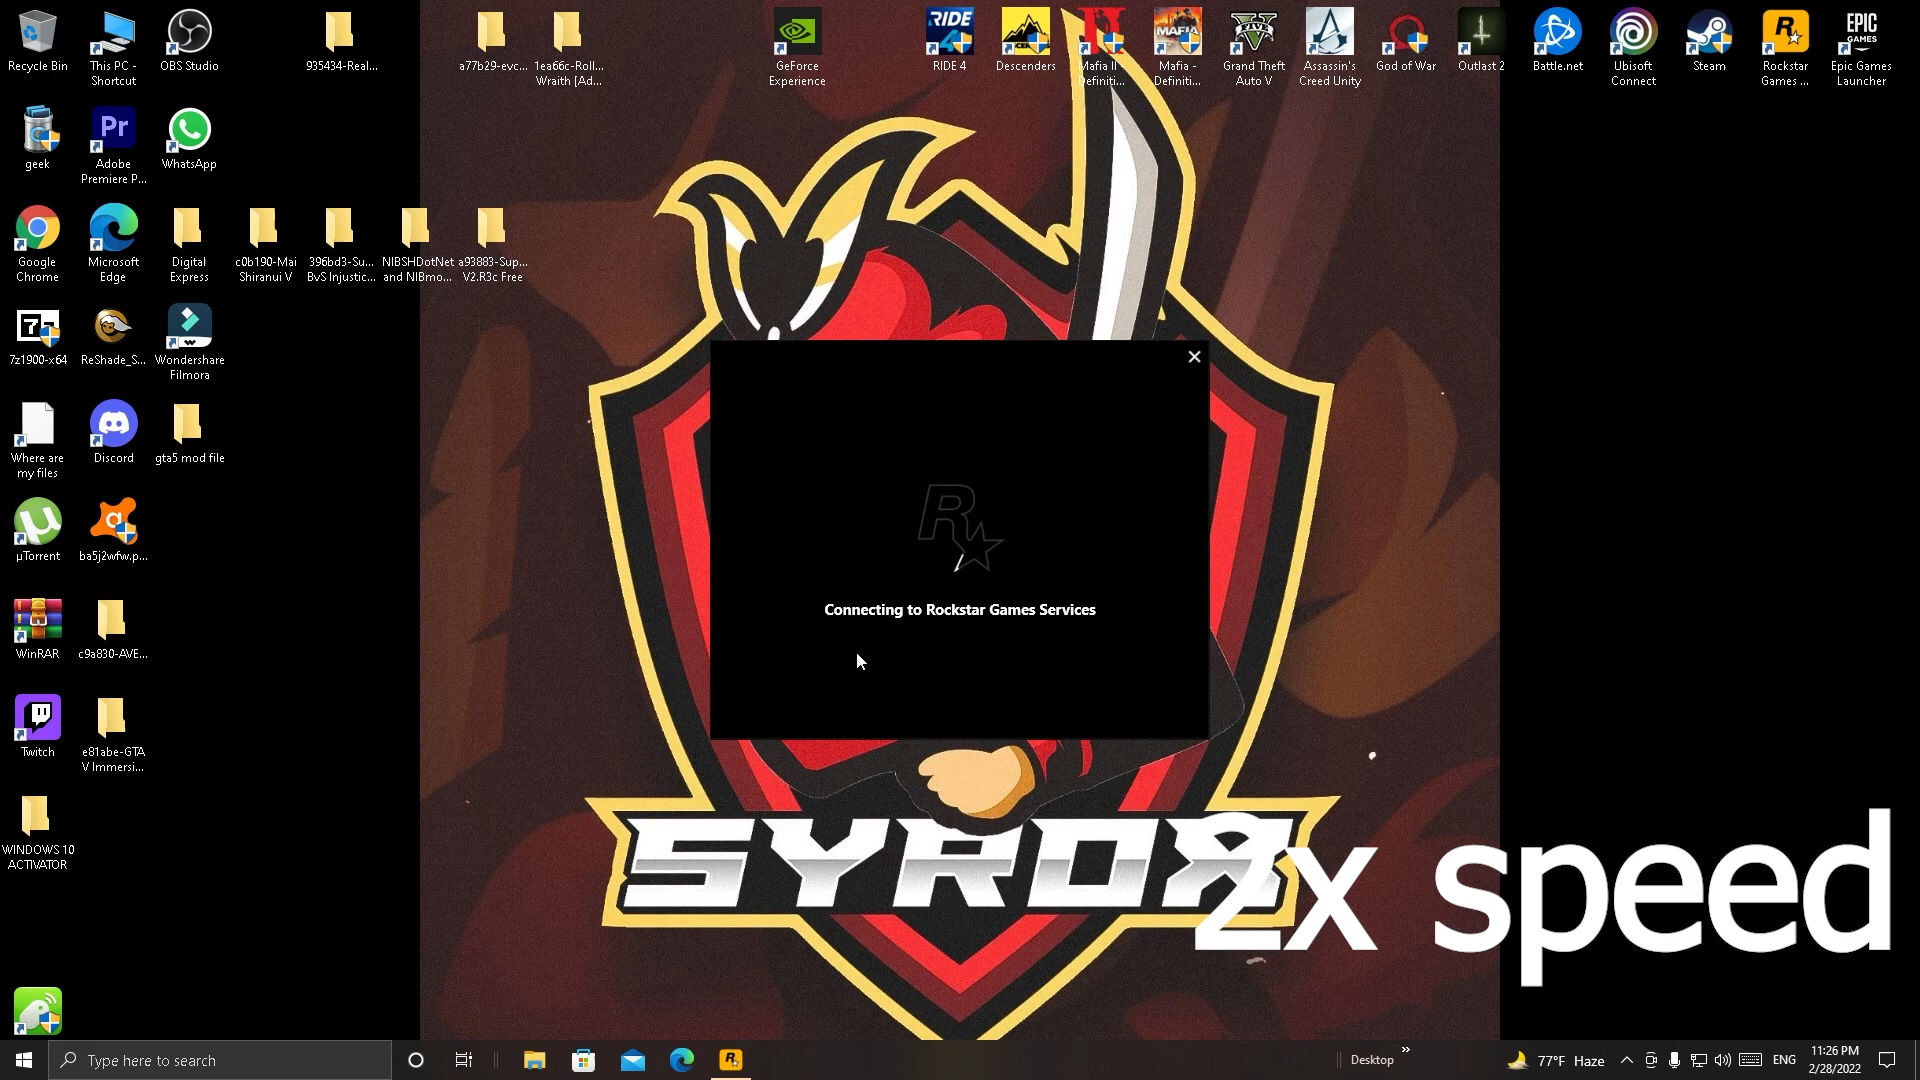 Recycle Bin
This PC -
Shortcut
OBS Studio
935434-Real...
a77b29-evc...
1ea66c-Roll...
Wraith [Ad...
GeForce
Experience
RIDE 4
Descenders
Mafia II -
Definiti...
Mafia -
Definiti...
Grand Theft
Auto V
Assassin's
Creed Unity
God of War
Outlast 2
Battle.net
Ubisoft
Connect
Steam
Rockstar
Games ...
EPIC
GAMES
Epic Games
Launcher
geek
Pr
Adobe
Premiere P...
WhatsApp
Google
Chrome
Microsoft
Edge
Digital
Express
c0b190-Mai
Shiranui V
396bd3-Su...
BvS Injustic...
NIBSHDotNet
and NIBmo...
a93883-Sup...
V2.R3c Free
7z1900-x64
ReShade_S...
Wondershare
Filmora
Where are
my files
Discord
gta5 mod file
µTorrent
ba5j2wfw.p...
WinRAR
c9a830-AVE...
Twitch
e81abe-GTA
V Immersi...
WINDOWS 10
ACTIVATOR
Connecting to Rockstar Games Services
SYROX
2x speed
Type here to search
Desktop
77°F Haze
ENG
11:26 PM
2/28/2022